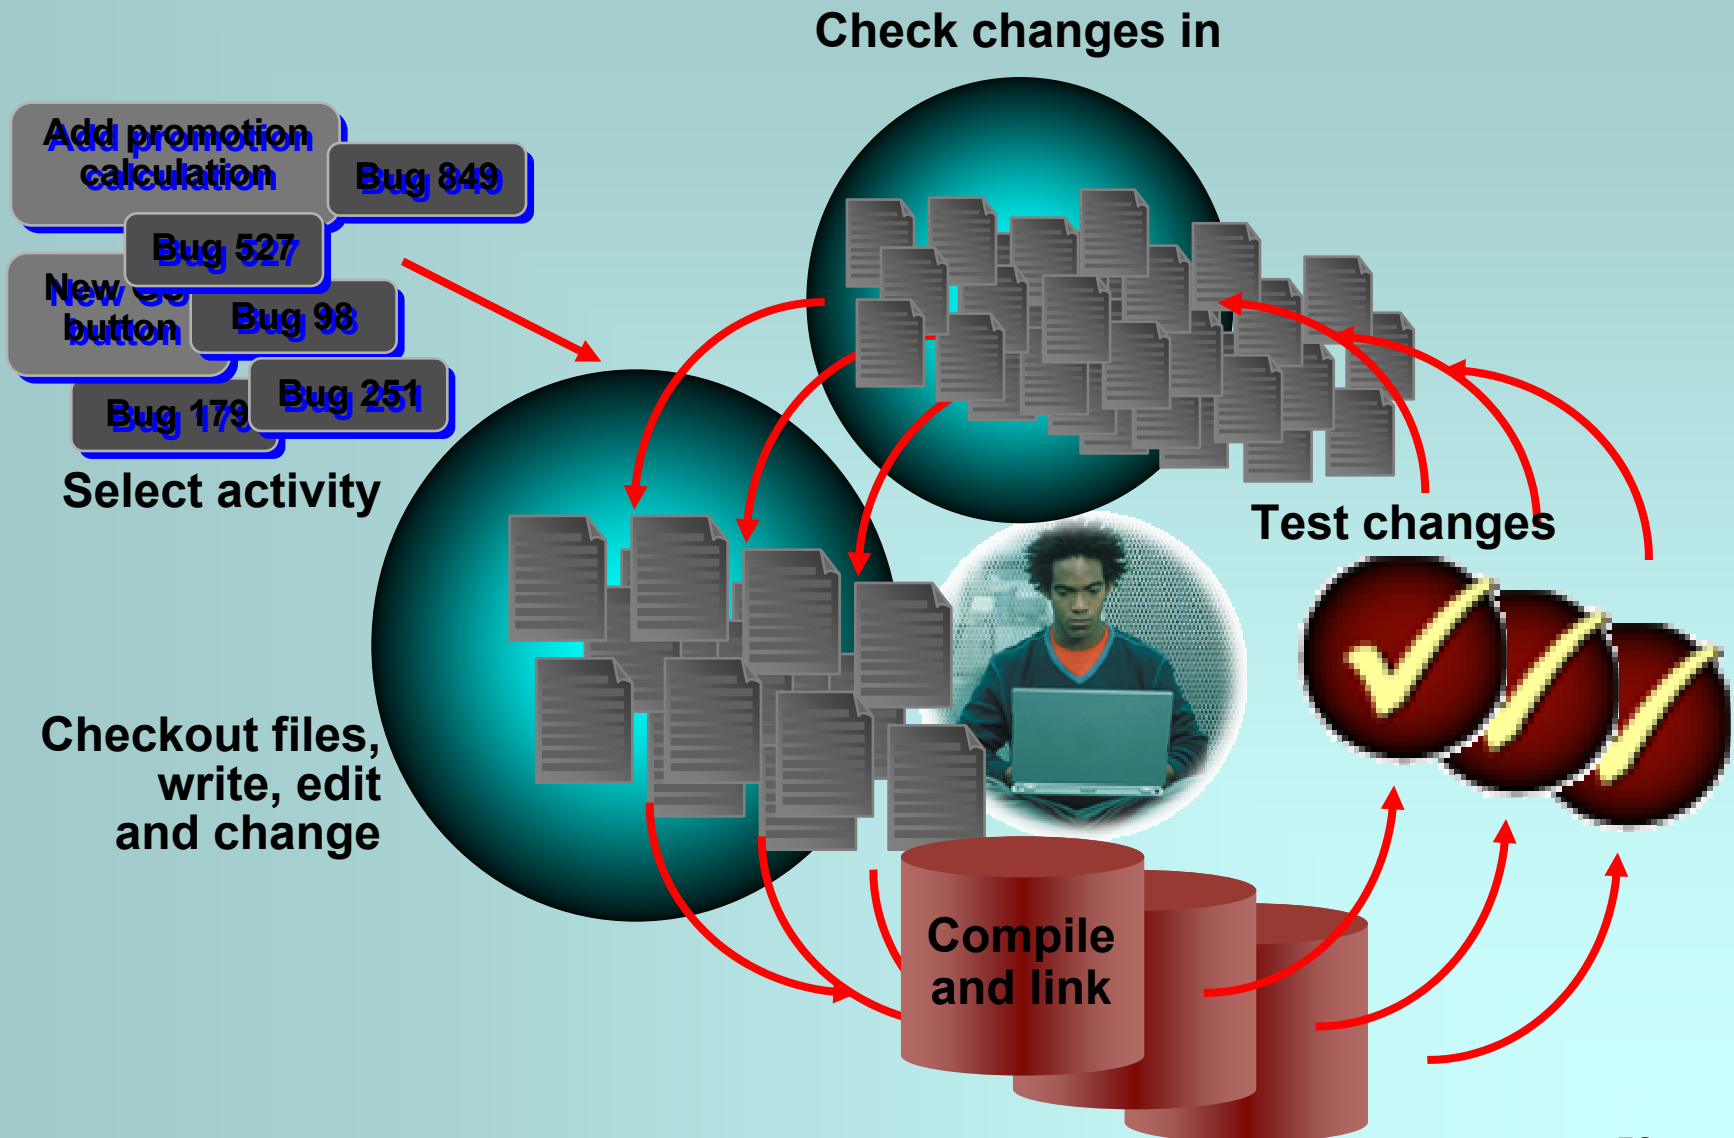 Check changes in
Add promotion
calculation
Bug 849
Bug 527
New
button
Bug 98
Bug 251
Bug 179
Select activity
Test changes
Checkout files,
write, edit
and change
Compile
and link